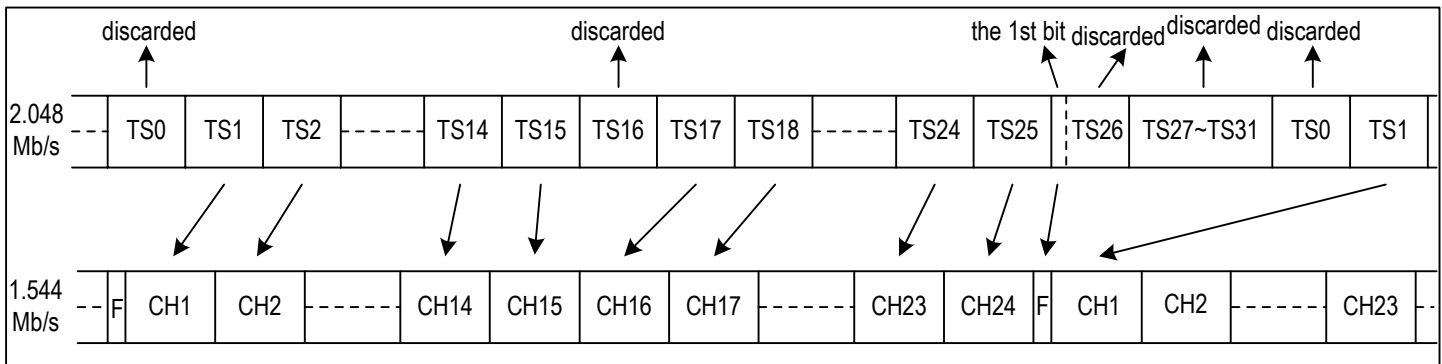 discarded discarded the 1st bit discarded discarded discarded
2.048 Mb/s TS0 TS1 TS2 TS14 TS15 TS16 TS17 TS18 TS24 TS25 TS26 TS27~TS31 TS0 TS1
1.544 Mb/s F CH1 CH2 CH14 CH15 CH16 CH17 CH23 CH24 F CH1 CH2 CH23